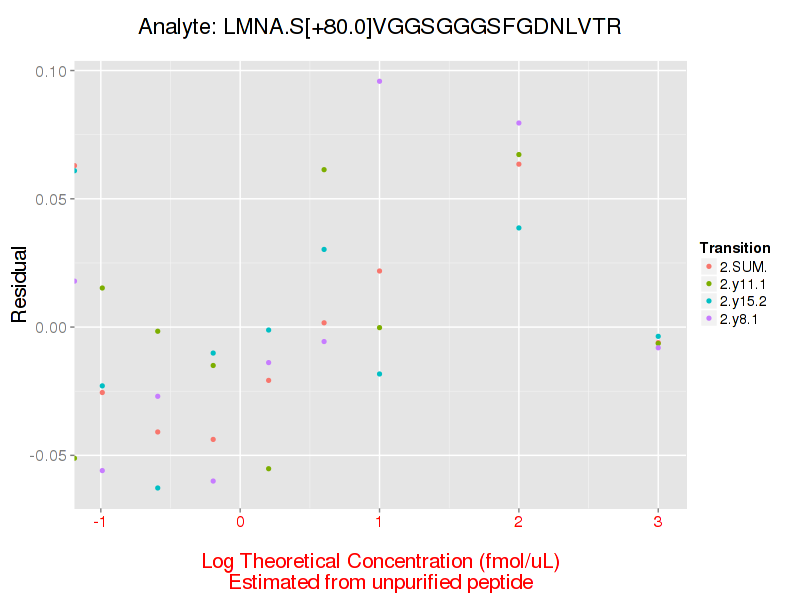 Analyte: LMNA.S[+80.0]VGGSGGGSFGDNLVTR
Residual
0.10
0.05
0.00
-0.05
-1 0 1 2 3
Log Theoretical Concentration (fmol/uL)
Estimated from unpurified peptide
Transition
2.SUM.
2.y11.1
2.y15.2
2.y8.1